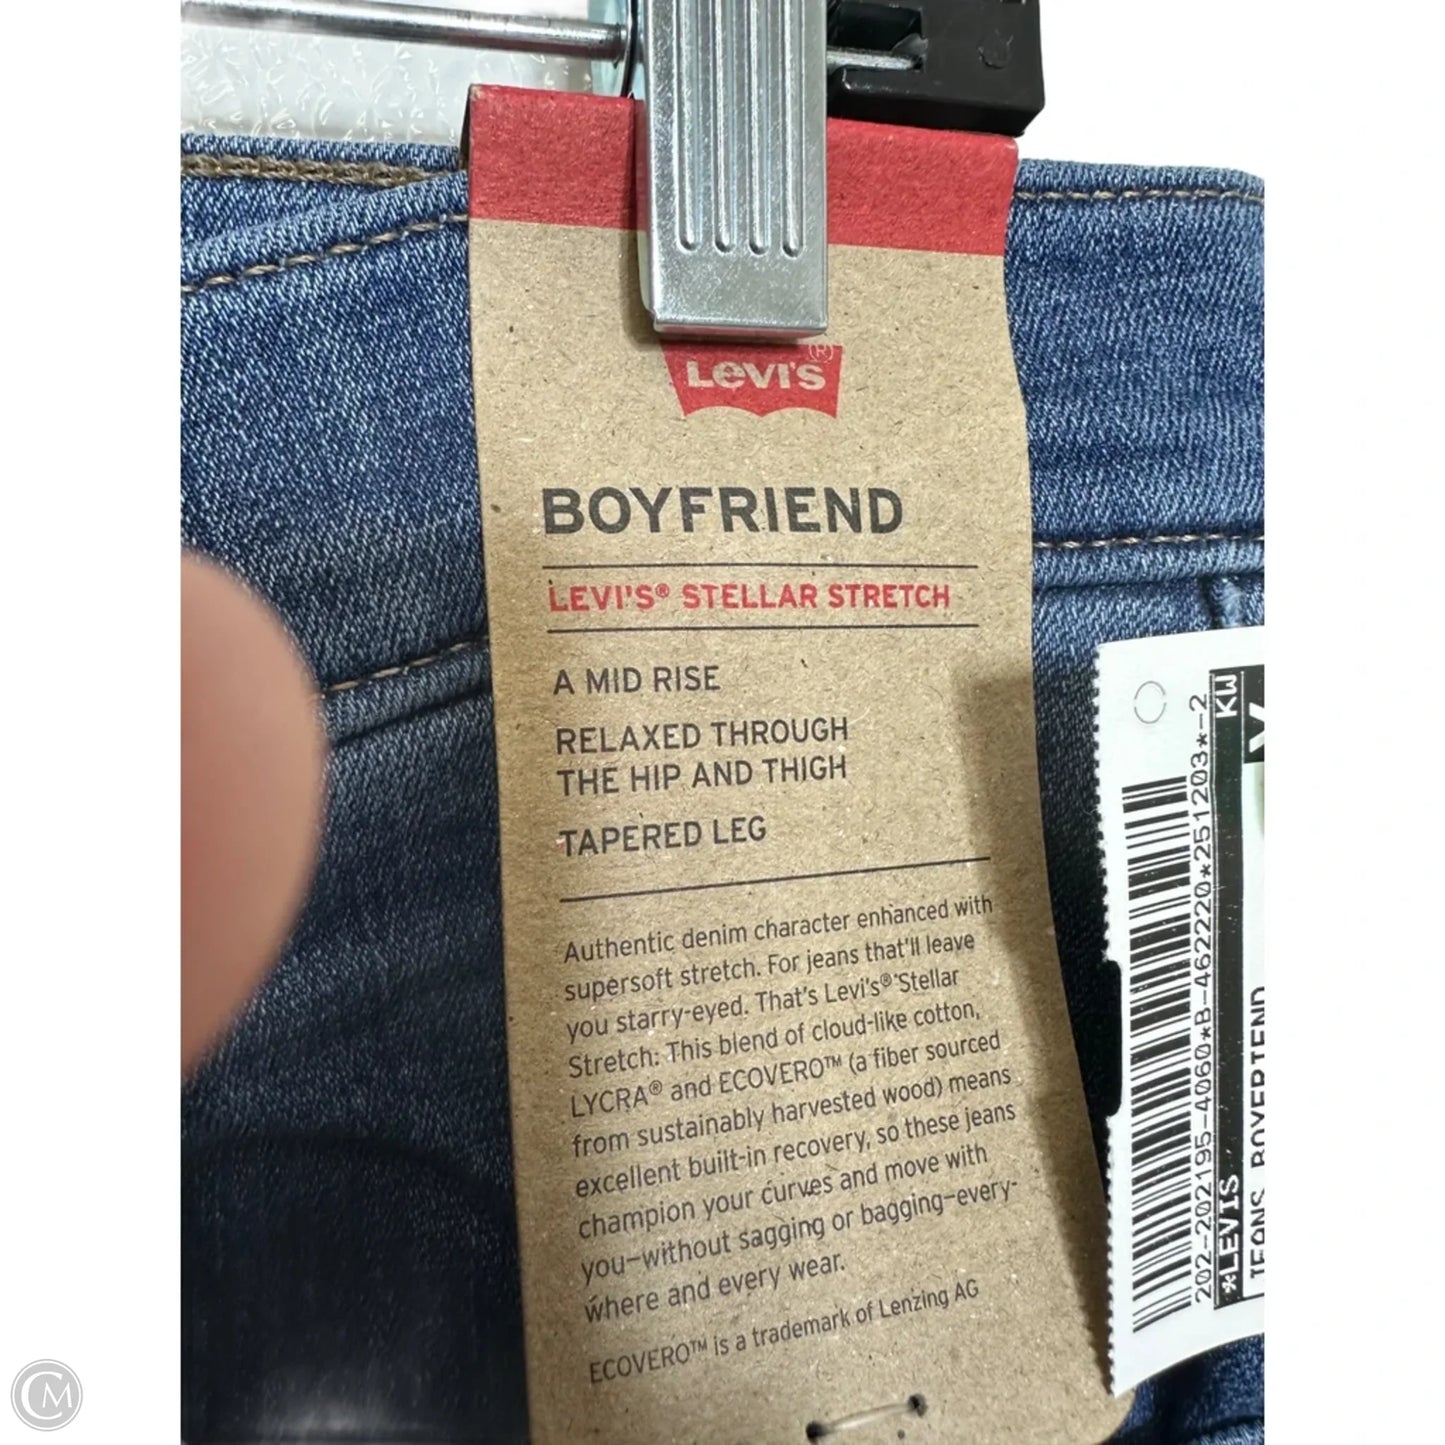 LEVI'S®
BOYFRIEND
LEVI'S® STELLAR STRETCH
A MID RISE
RELAXED THROUGH
THE HIP AND THIGH
TAPERED LEG
Authentic denim character enhanced with
supersoft stretch. For jeans that'll leave
you starry-eyed. That's Levi's® Stellar
Stretch: This blend of cloud-like cotton,
LYCRA® and ECOVERO™ (a fiber sourced
from sustainably harvested wood) means
excellent built-in recovery, so these jeans
champion your curves and move with
you—without sagging or bagging—every-
where and every wear.
ECOVERO™ is a trademark of Lenzing AG
202-202195-4060*B-462220*251203*-2
*LEVIS KW
JEANS BOYFRIEND
CM